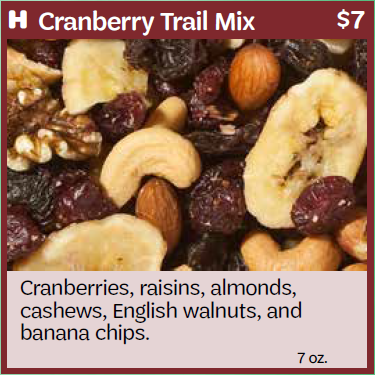 H Cranberry Trail Mix $7
Cranberries, raisins, almonds,
cashews, English walnuts, and
banana chips.
7 oz.